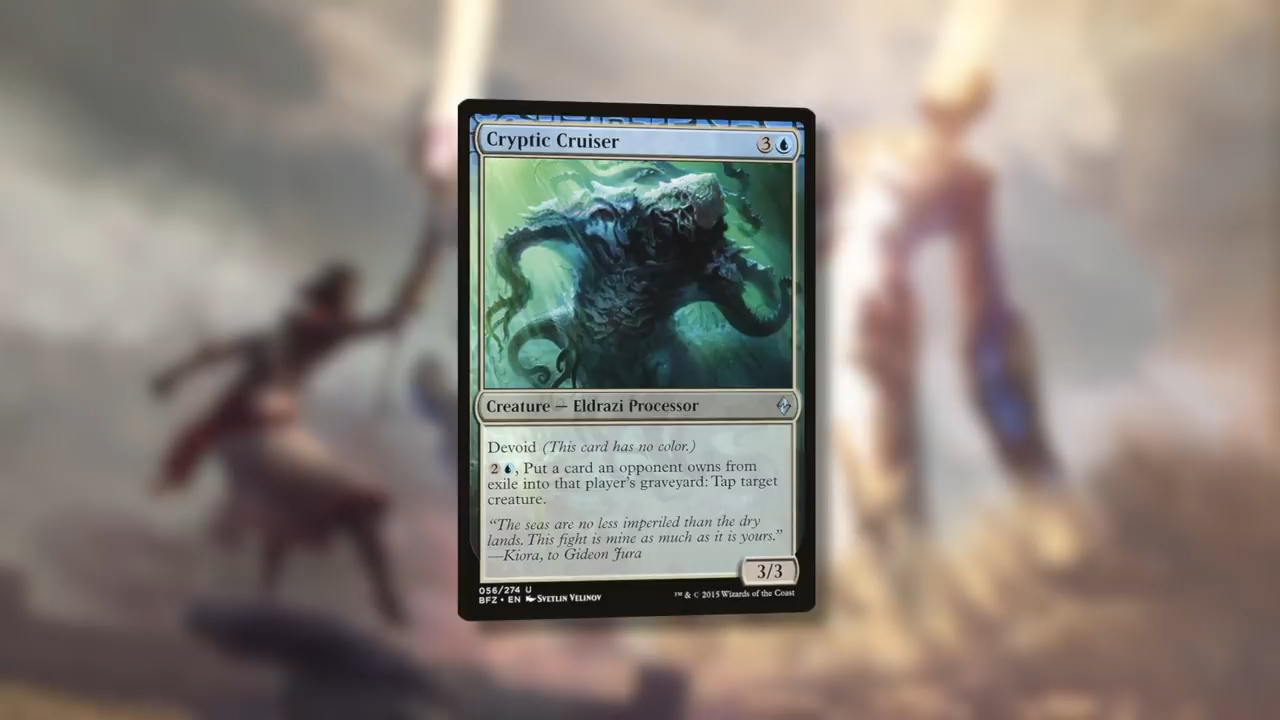 Cryptic Cruiser 3
Creature — Eldrazi Processor
Devoid (This card has no color.)
2 , Put a card an opponent owns from
exile into that player's graveyard: Tap target
creature.
"The seas are no less imperiled than the dry
lands. This fight is mine as much as it is yours."
—Kiora, to Gideon Jura
3/3
056/274 U
BFZ • EN Svetlin Velinov
™ & © 2015 Wizards of the Coast